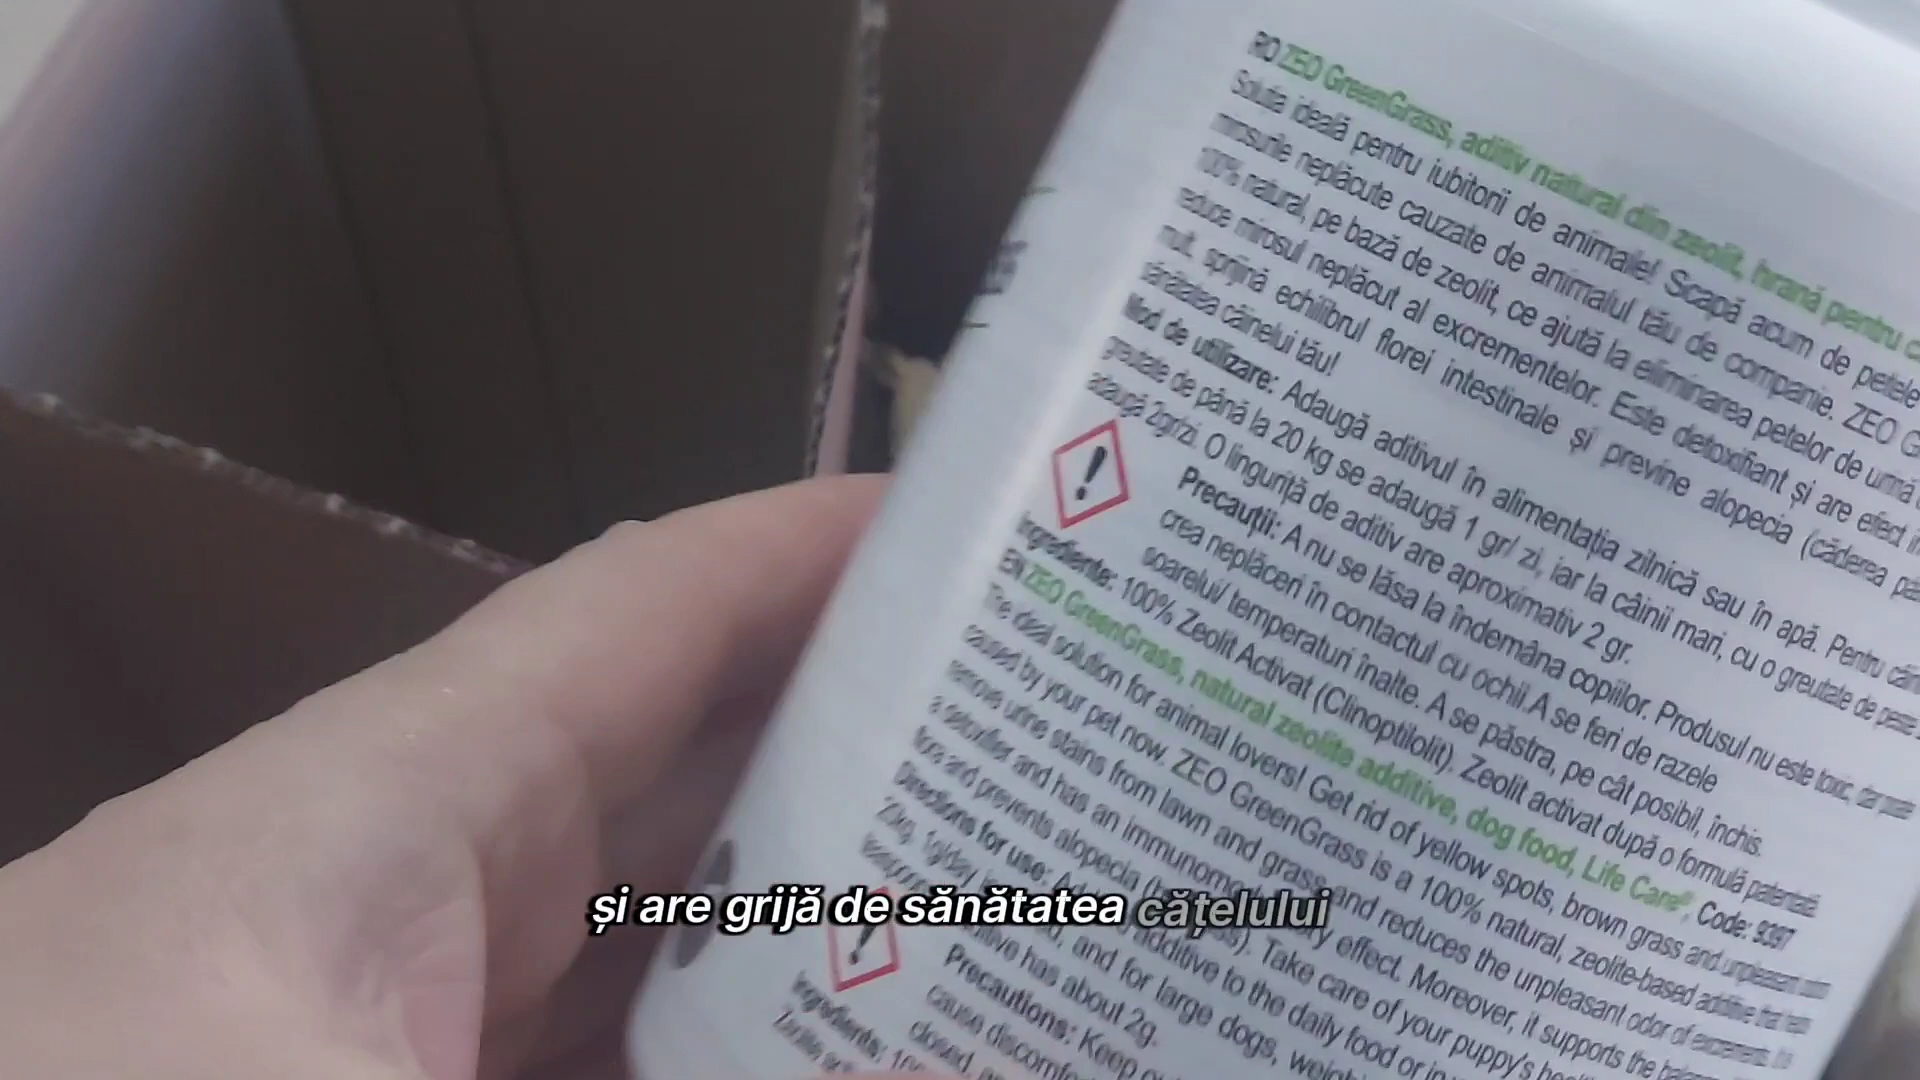 RO ZEO GreenGrass, aditiv natural din zeolit, hrană pentru
Soluția ideală pentru iubitorii de animale! Scapă acum de petele
mirosurile neplăcute cauzate de animalul tău de companie. ZEO
100% natural, pe bază de zeolit, ce ajută la eliminarea petelor de urină
reduce mirosul neplăcut al excrementelor. Este detoxifiant și are efect
nit, sprijină echilibrul florei intestinale și previne alopecia (căderea
sănătatea câinelui tău!
Mod de utilizare: Adaugă aditivul în alimentația zilnică sau în apă. Pentru
greutate de până la 20 kg se adaugă 1 gr/ zi, iar la câinii mari, cu o greutate de peste
adaugă 2gr/zi. O linguriță de aditiv are aproximativ 2 gr.
Precauții: A nu se lăsa la îndemâna copiilor. Produsul nu este toxic, dar poate
crea neplăceri în contactul cu ochii.A se feri de razele
soarelui/ temperaturi înalte. A se păstra, pe cât posibil, închis.
Ingrediente: 100% Zeolit Activat (Clinoptilolit). Zeolit activat după o formulă patentată.
EN ZEO GreenGrass, natural zeolite additive, dog food, Life Care®, Code: 9397
The ideal solution for animal lovers! Get rid of yellow spots, brown grass and unpleasant odors
caused by your pet now. ZEO GreenGrass is a 100% natural, zeolite-based additive that
remove urine stains from lawn and grass and reduces the unpleasant odor of excrements. It is
a detoxifier and has an effect. Moreover, it supports the
flora and prevents alopecia Take care of your puppy's
Directions for use: additive to the daily food or in
20kg, 1g/day and for large dogs,
has about 2g.
Precautions: Keep
cause
closed,
Ingredients:
și are grijă de sănătatea cățelului